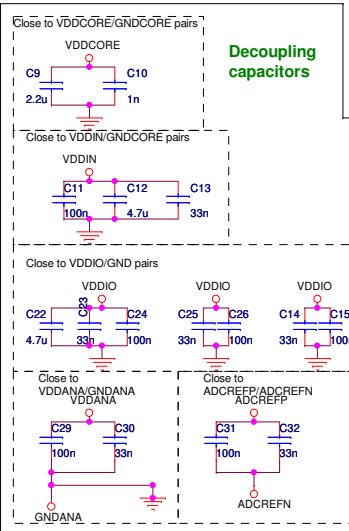 Close to VDDCORE/GNDCORE pairs
VDDCORE
Decoupling
capacitors
C9
C10
2.2u
1n
Close to VDDIN/GNDCORE pairs
VDDIN
C11
C12
C13
100n
4.7u
33n
Close to VDDIO/GND pairs
VDDIO
VDDIO
VDDIO
C22
C23
C24
C25
C26
C14
C15
4.7u
33n
100n
33n
100n
33n
100n
Close to
VDDANA/GNDANA
VDDANA
C29
C30
100n
33n
GNDANA
Close to
ADCREFP/ADCREFN
ADCREFP
C31
C32
100n
33n
ADCREFN